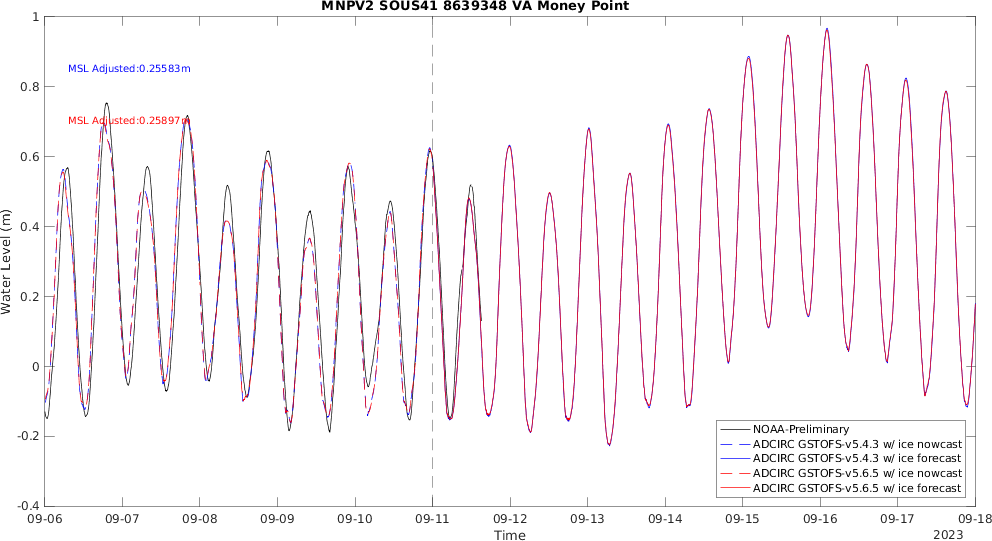 MNPV2 SOUS41 8639348 VA Money Point
1
0.8
0.6
0.4
0.2
0
-0.2
-0.4
Water Level (m)
MSL Adjusted:0.25583m
MSL Adjusted:0.25897m
NOAA-Preliminary
ADCIRC GSTOFS-v5.4.3 w/ ice nowcast
ADCIRC GSTOFS-v5.4.3 w/ ice forecast
ADCIRC GSTOFS-v5.6.5 w/ ice nowcast
ADCIRC GSTOFS-v5.6.5 w/ ice forecast
09-06 09-07 09-08 09-09 09-10 09-11 09-12 09-13 09-14 09-15 09-16 09-17 09-18
Time
2023